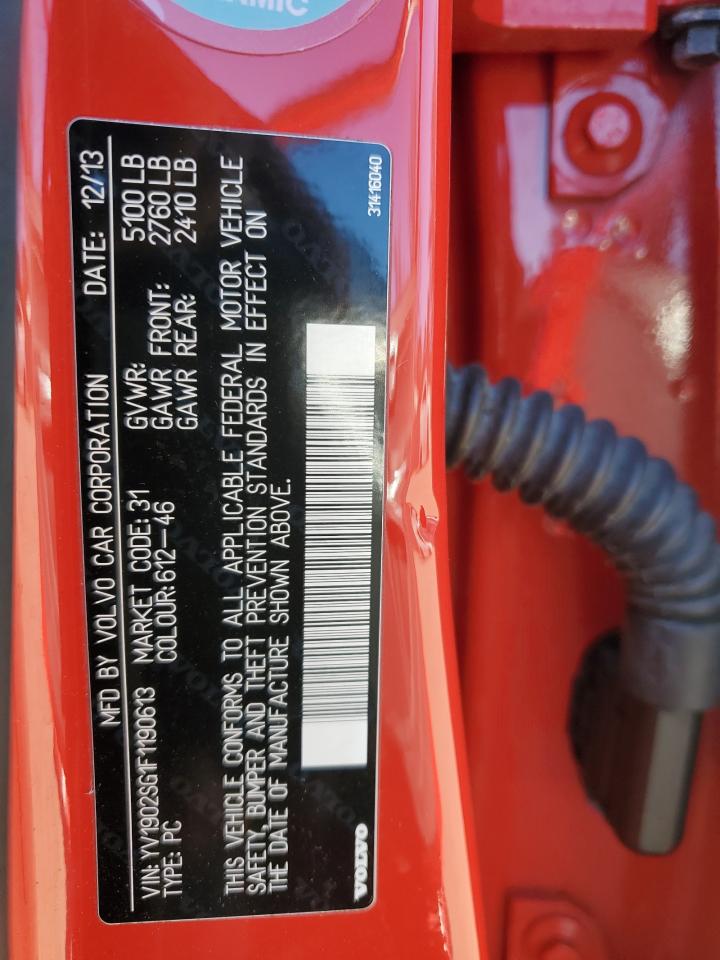 MFD BY VOLVO CAR CORPORATION DATE: 12/13
VIN: YV1902SG1F1190613 MARKET CODE: 31 GVWR: 5100 LB
TYPE: PC COLOUR: 612-46 GAWR FRONT: 2760 LB
GAWR REAR: 2410 LB
THIS VEHICLE CONFORMS TO ALL APPLICABLE FEDERAL MOTOR VEHICLE
SAFETY, BUMPER AND THEFT PREVENTION STANDARDS IN EFFECT ON
THE DATE OF MANUFACTURE SHOWN ABOVE.
VOLVO 31416040